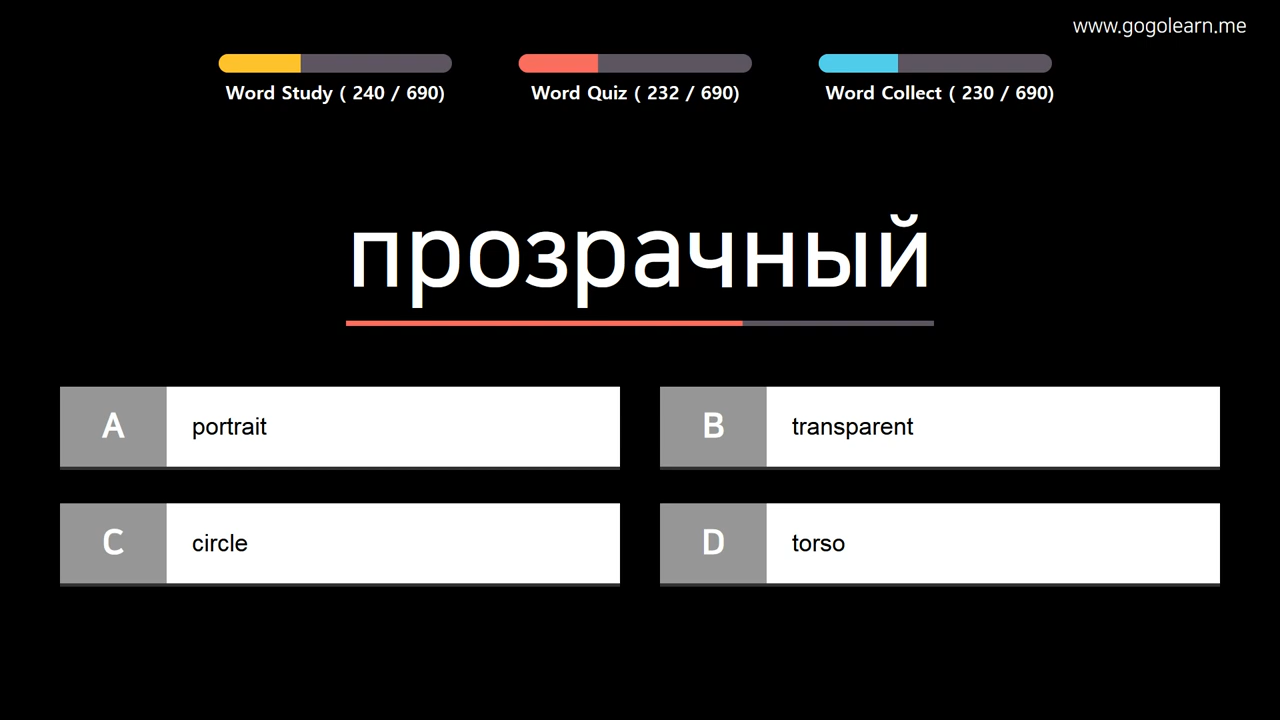 www.gogolearn.me
Word Study ( 240 / 690)
Word Quiz ( 232 / 690)
Word Collect ( 230 / 690)
прозрачный
A portrait
B transparent
C circle
D torso